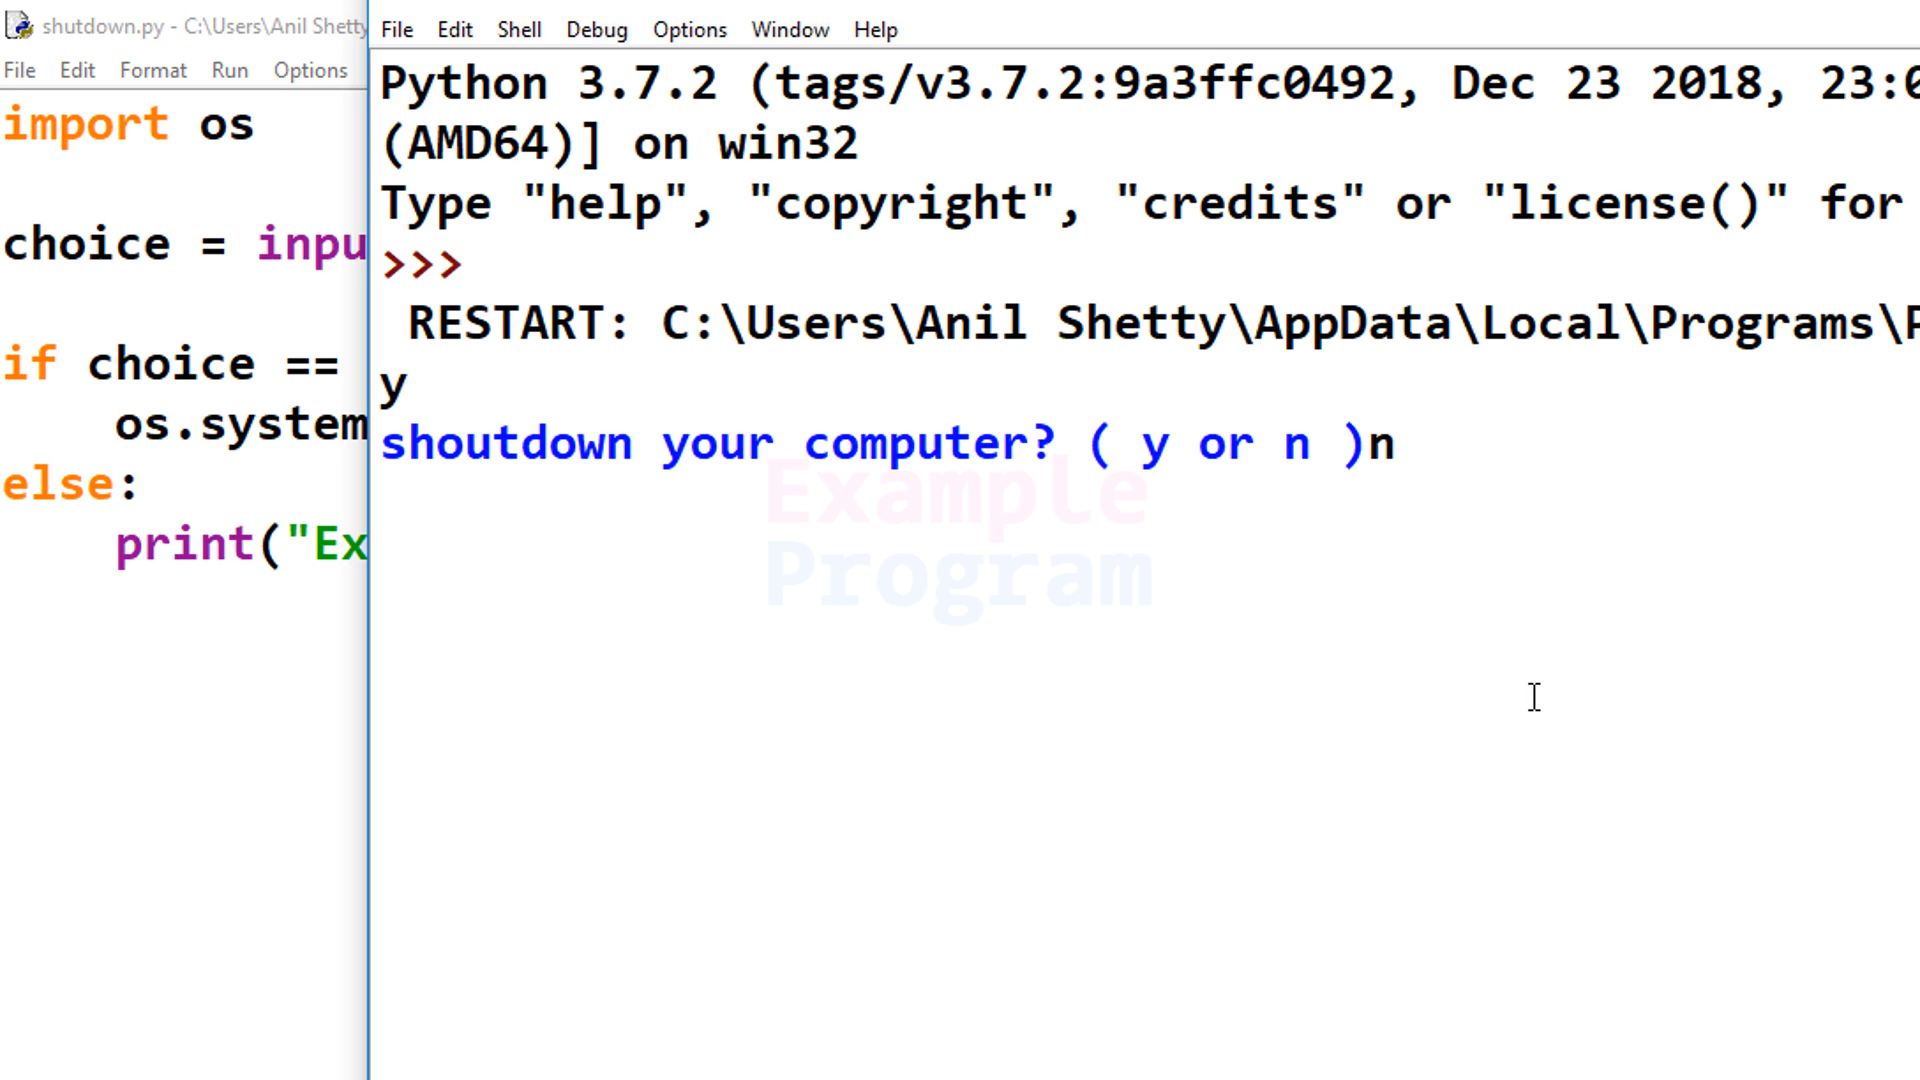 shutdown.py - C:\Users\Anil Shetty
File Edit Format Run Options
import os
choice = inpu
if choice ==
os.system
else:
print("Ex
File Edit Shell Debug Options Window Help
Python 3.7.2 (tags/v3.7.2:9a3ffc0492, Dec 23 2018, 23:0
(AMD64)] on win32
Type "help", "copyright", "credits" or "license()" for
>>>
RESTART: C:\Users\Anil Shetty\AppData\Local\Programs\P
y
shoutdown your computer? ( y or n )n
Example
Program